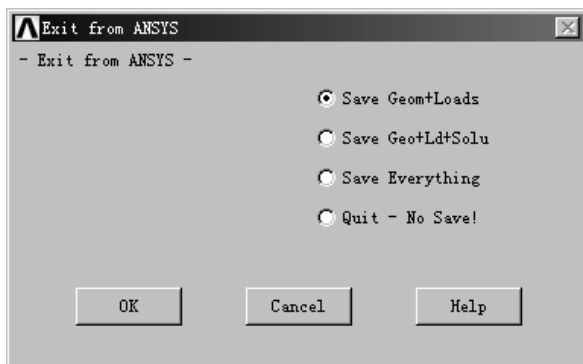 Exit from ANSYS
- Exit from ANSYS -
Save Geom+Loads
Save Geo+Ld+Solu
Save Everything
Quit - No Save!
OK Cancel Help